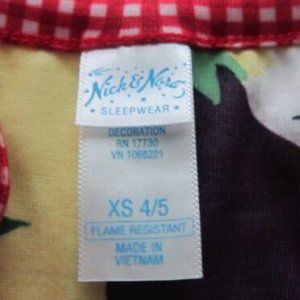 Nick & Nora
SLEEPWEAR
DECORATION
RN 17730
VN 1068221
XS 4/5
FLAME RESISTANT
MADE IN
VIETNAM